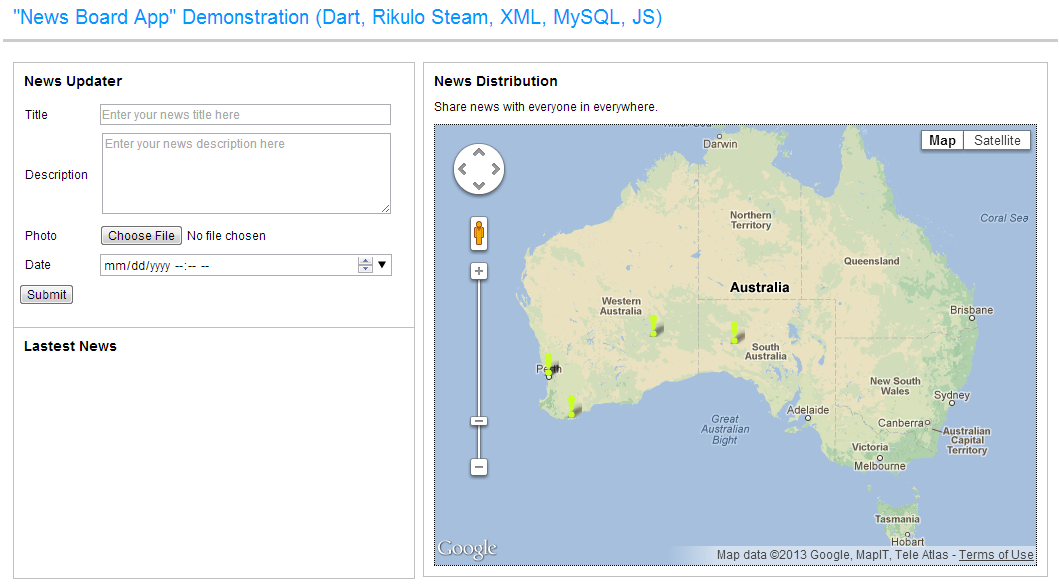 "News Board App" Demonstration (Dart, Rikulo Steam, XML, MySQL, JS)
News Updater
Title
Enter your news title here
Description
Enter your news description here
Photo
Choose File No file chosen
Date
mm/dd/yyyy --:-- --
Submit
Lastest News
News Distribution
Share news with everyone in everywhere.
Map Satellite
Darwin
Coral Sea
Northern
Territory
Queensland
Australia
Western
Australia
Brisbane
South
Australia
Perth
New South
Wales
Sydney
Adelaide
Great
Australian
Bight
Canberra
Australian
Capital
Territory
Victoria
Melbourne
Tasmania
Hobart
Google
Map data ©2013 Google, MapIT, Tele Atlas - Terms of Use